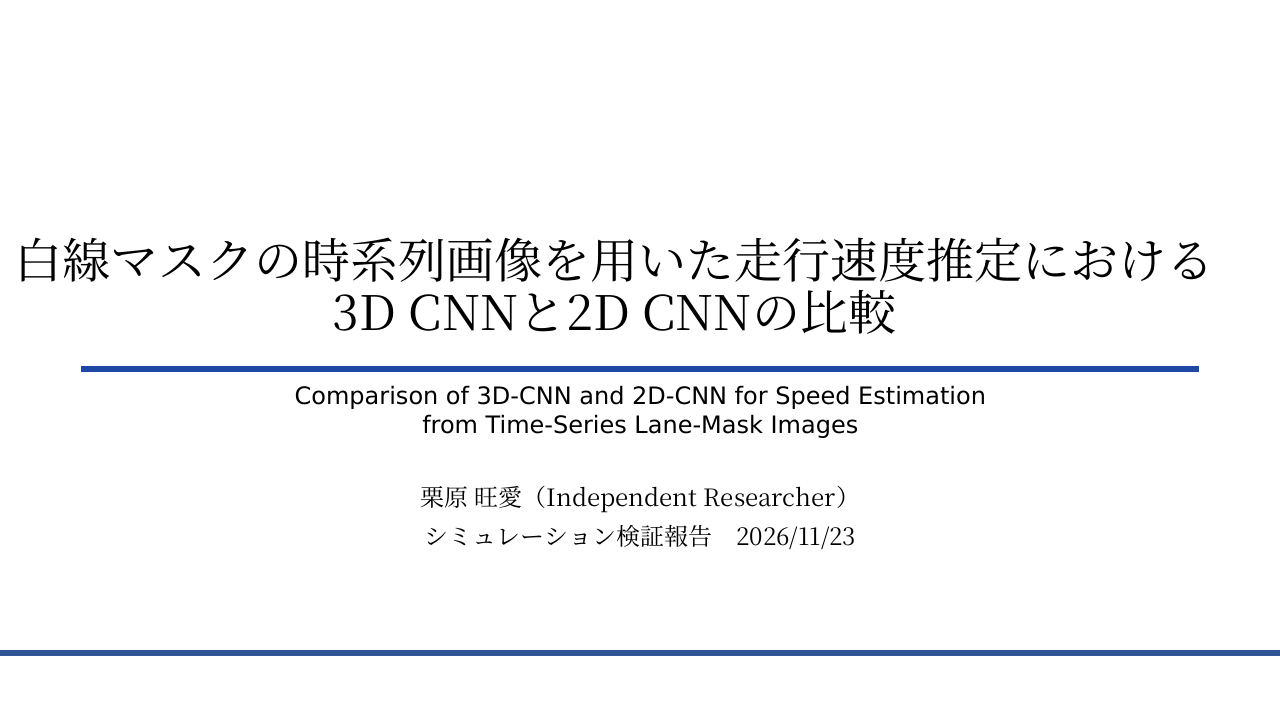 白線マスクの時系列画像を用いた走行速度推定における
3D CNNと2D CNNの比較
Comparison of 3D-CNN and 2D-CNN for Speed Estimation
from Time-Series Lane-Mask Images
栗原 旺愛（Independent Researcher）
シミュレーション検証報告　2026/11/23